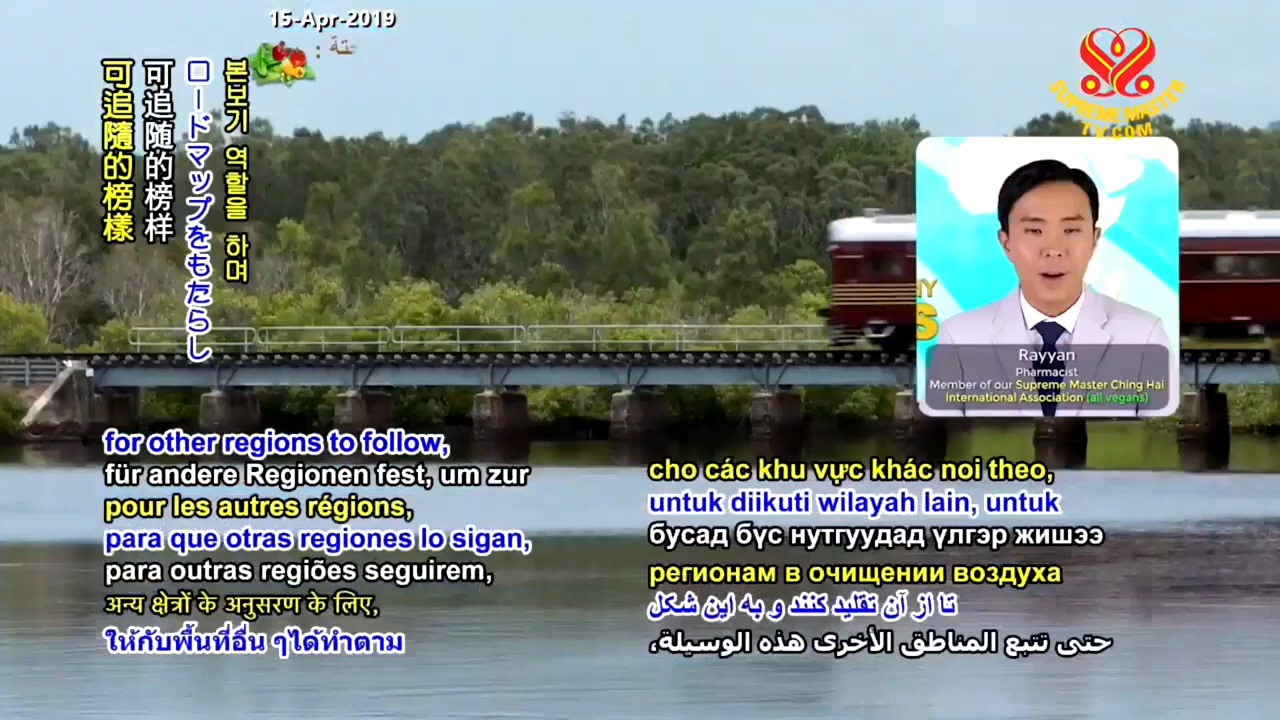 15-Apr-2019
ـتة :
SUPREME MASTER
TV.COM
可追隨的榜樣
可追随的榜样
ロードマップをもたらし
본보기 역할을 하며
NY
S
Rayyan
Pharmacist
Member of our Supreme Master Ching Hai
International Association (all vegans)
for other regions to follow,
für andere Regionen fest, um zur
pour les autres régions,
para que otras regiones lo sigan,
para outras regiões seguirem,
अन्य क्षेत्रों के अनुसरण के लिए,
ให้กับพื้นที่อื่น ๆได้ทำตาม
cho các khu vực khác noi theo,
untuk diikuti wilayah lain, untuk
бусад бүс нутгуудад үлгэр жишээ
регионам в очищении воздуха
تا از آن تقلید کنند و به این شکل
حتى تتبع المناطق الأخرى هذه الوسيلة،